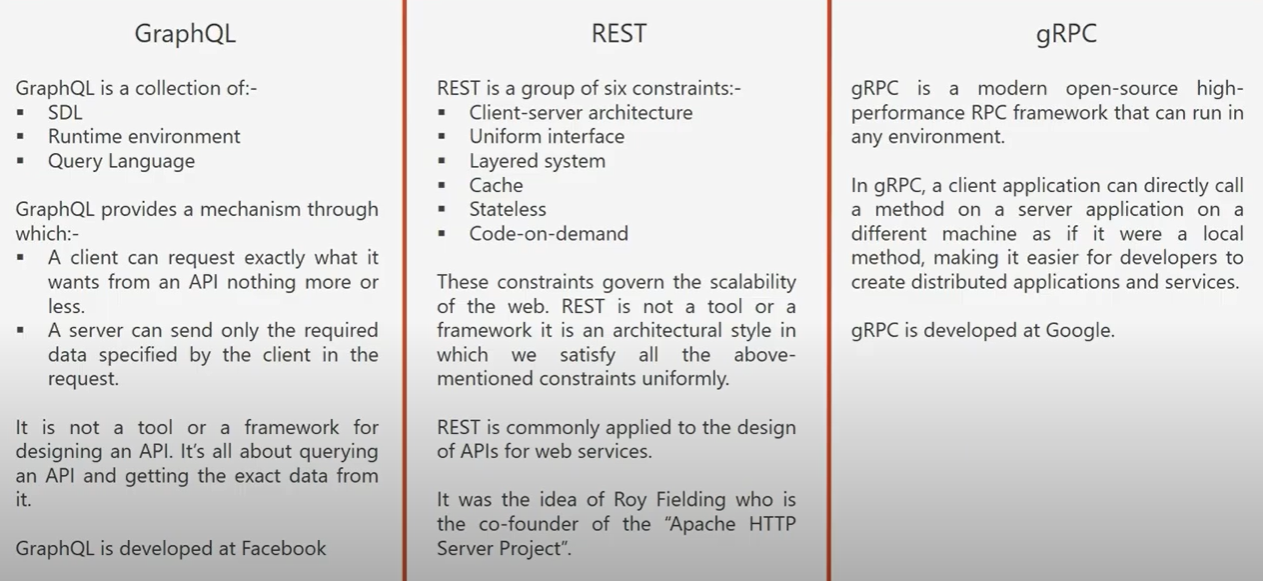 GraphQL
GraphQL is a collection of:-
▪ SDL
▪ Runtime environment
▪ Query Language
GraphQL provides a mechanism through
which:-
▪ A client can request exactly what it
wants from an API nothing more or
less.
▪ A server can send only the required
data specified by the client in the
request.
It is not a tool or a framework for
designing an API. It's all about querying
an API and getting the exact data from
it.
GraphQL is developed at Facebook
REST
REST is a group of six constraints:-
▪ Client-server architecture
▪ Uniform interface
▪ Layered system
▪ Cache
▪ Stateless
▪ Code-on-demand
These constraints govern the scalability
of the web. REST is not a tool or a
framework it is an architectural style in
which we satisfy all the above-
mentioned constraints uniformly.
REST is commonly applied to the design
of APIs for web services.
It was the idea of Roy Fielding who is
the co-founder of the “Apache HTTP
Server Project”.
gRPC
gRPC is a modern open-source high-
performance RPC framework that can run in
any environment.
In gRPC, a client application can directly call
a method on a server application on a
different machine as if it were a local
method, making it easier for developers to
create distributed applications and services.
gRPC is developed at Google.